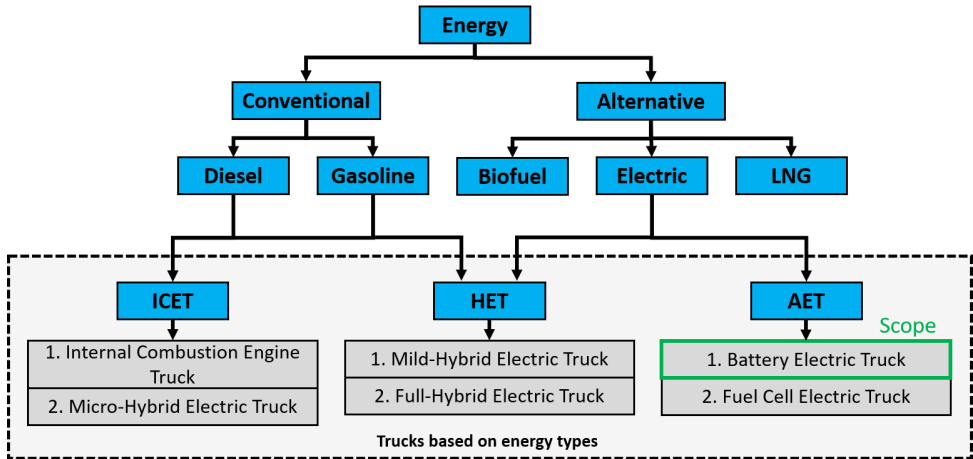 Energy
Conventional
Alternative
Diesel
Gasoline
Biofuel
Electric
LNG
ICET
HET
AET
Scope
1. Internal Combustion Engine
Truck
2. Micro-Hybrid Electric Truck
1. Mild-Hybrid Electric Truck
2. Full-Hybrid Electric Truck
1. Battery Electric Truck
2. Fuel Cell Electric Truck
Trucks based on energy types